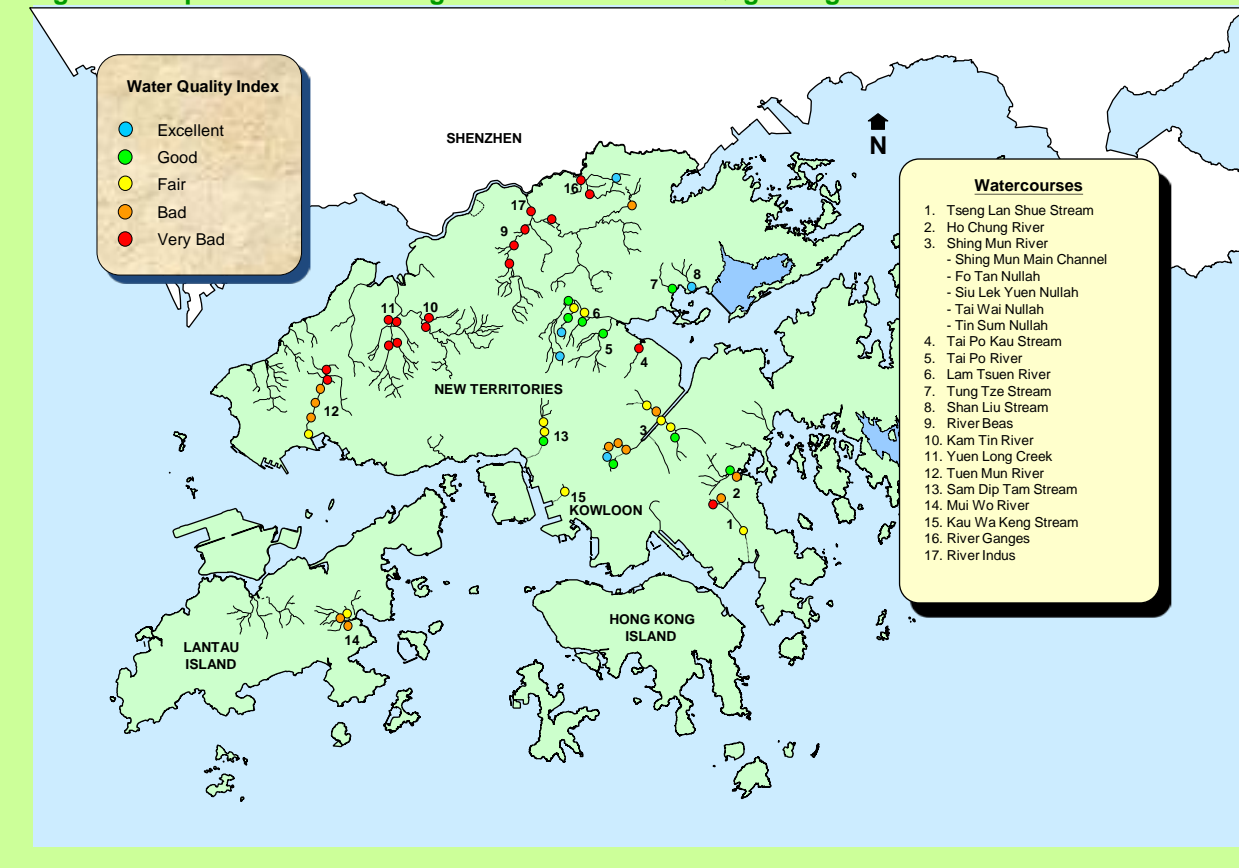 Water Quality Index
Excellent
Good
Fair
Bad
Very Bad
SHENZHEN
N
Watercourses
1. Tseng Lan Shue Stream
2. Ho Chung River
3. Shing Mun River
- Shing Mun Main Channel
- Fo Tan Nullah
- Siu Lek Yuen Nullah
- Tai Wai Nullah
- Tin Sum Nullah
4. Tai Po Kau Stream
5. Tai Po River
6. Lam Tsuen River
7. Tung Tze Stream
8. Shan Liu Stream
9. River Beas
10. Kam Tin River
11. Yuen Long Creek
12. Tuen Mun River
13. Sam Dip Tam Stream
14. Mui Wo River
15. Kau Wa Keng Stream
16. River Ganges
17. River Indus
16
17
9
7
8
11
10
6
5
4
NEW TERRITORIES
12
3
13
2
15
KOWLOON
1
14
LANTAU
ISLAND
HONG KONG
ISLAND